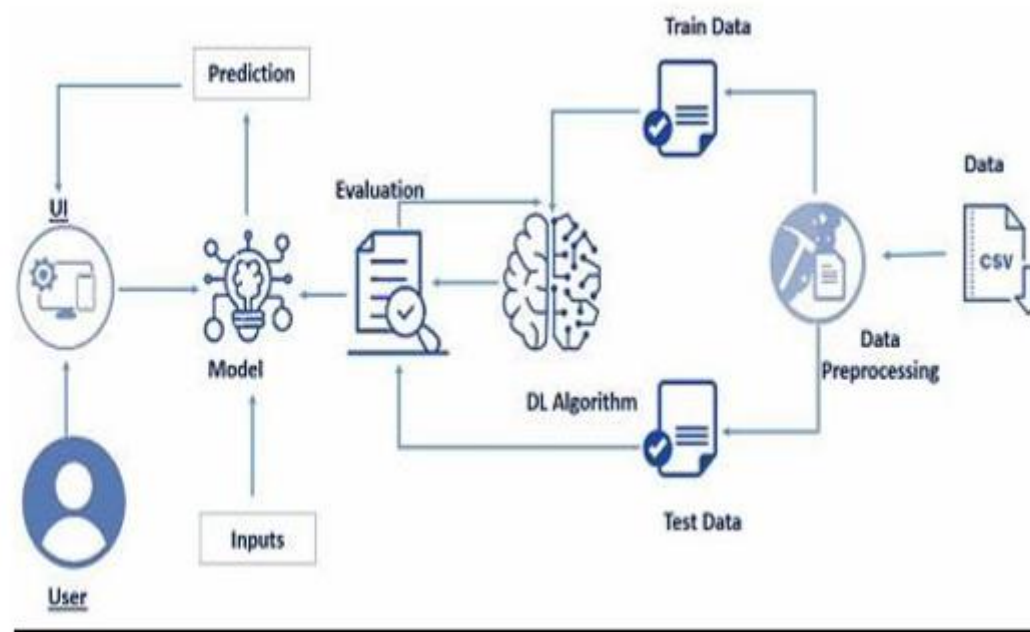 Train Data
Prediction
Data
Evaluation
UI
CSV
Model
Data
Preprocessing
DL Algorithm
Test Data
Inputs
User